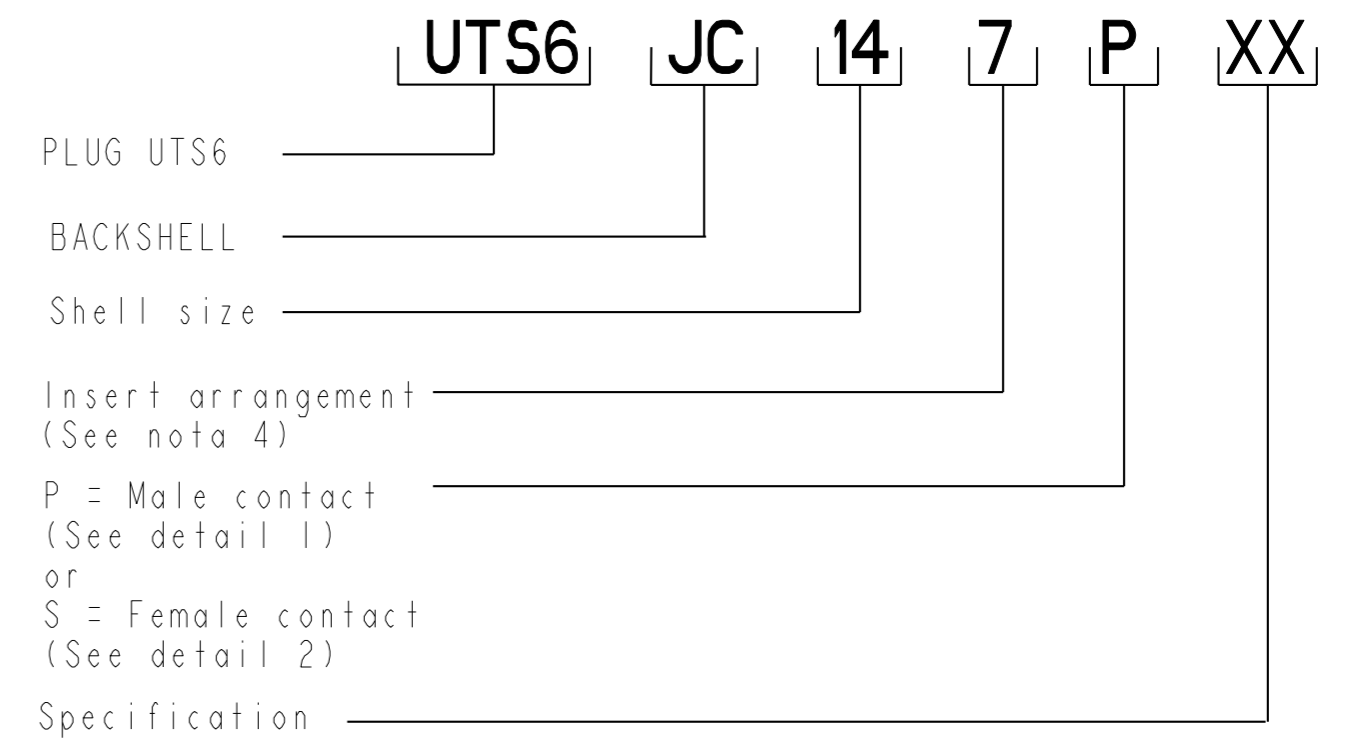 UTS6 JC 14 7 P XX
PLUG UTS6
BACKSHELL
Shell size
Insert arrangement
(See nota 4)
P = Male contact
(See detail 1)
or
S = Female contact
(See detail 2)
Specification